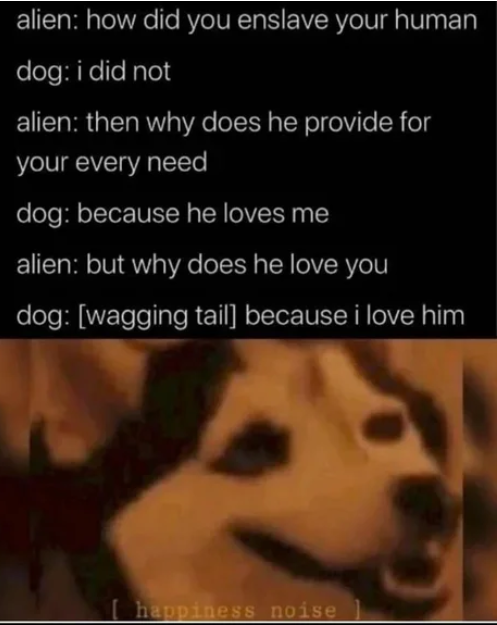 alien: how did you enslave your human
dog: i did not
alien: then why does he provide for
your every need
dog: because he loves me
alien: but why does he love you
dog: [wagging tail] because i love him
[ happiness noise ]